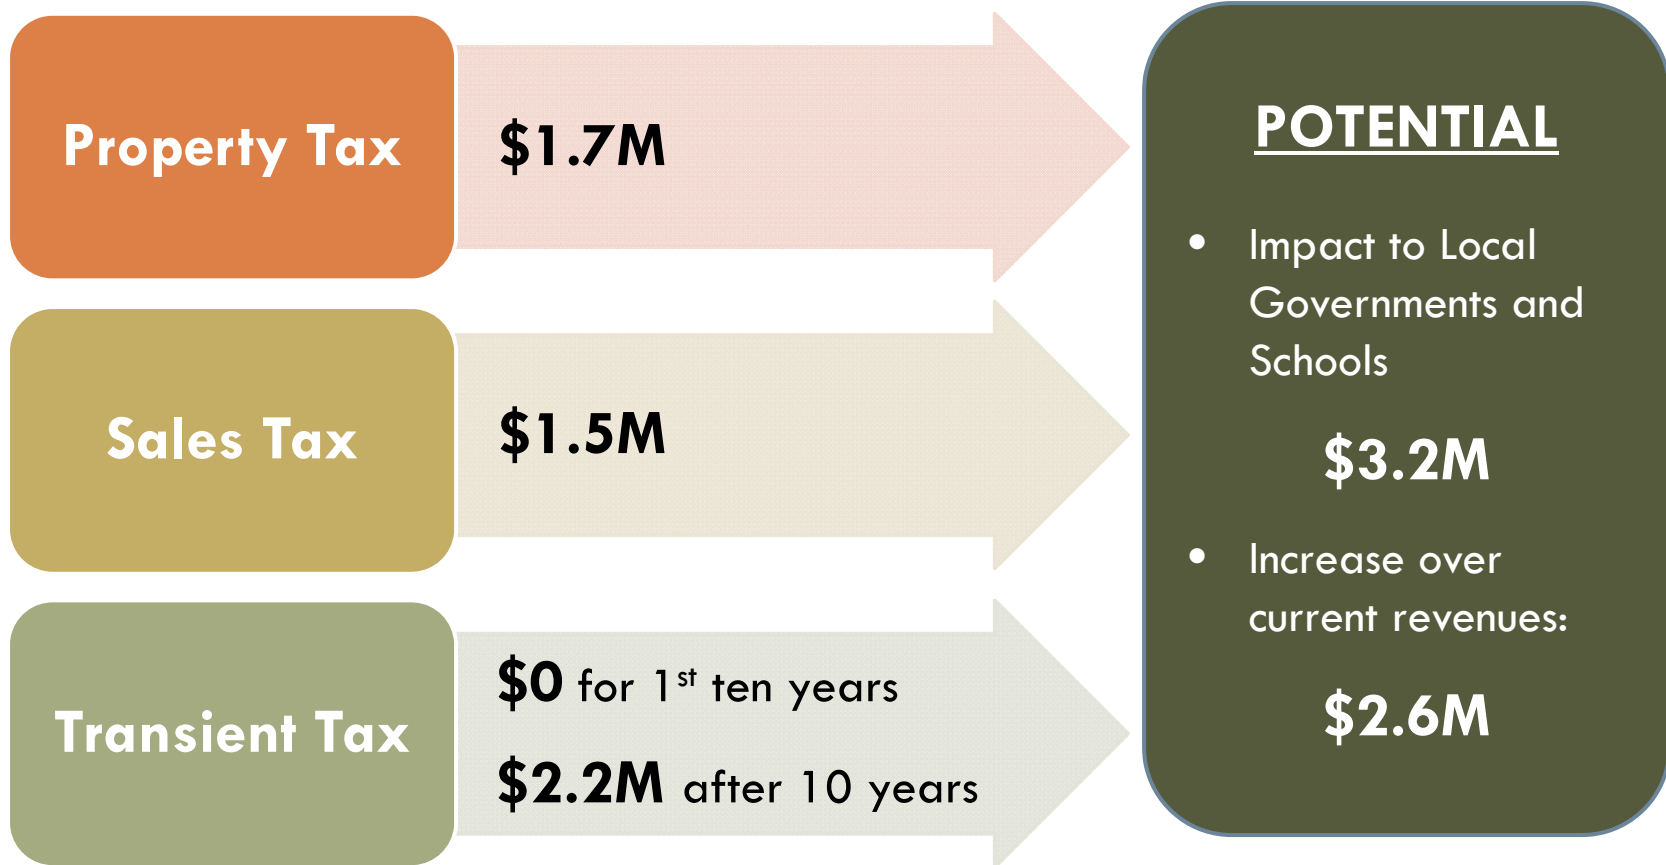 Property Tax
$1.7M
Sales Tax
$1.5M
Transient Tax
$0 for 1st ten years
$2.2M after 10 years
POTENTIAL
• Impact to Local
Governments and
Schools
$3.2M
• Increase over
current revenues:
$2.6M